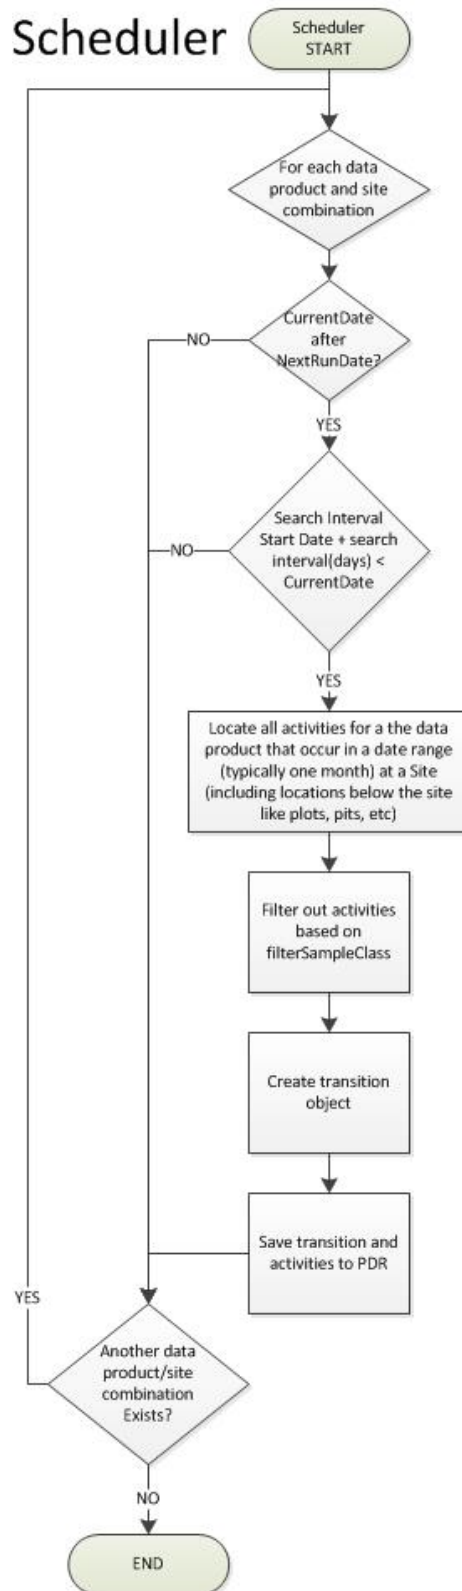 Scheduler
Scheduler
START
For each data
product and site
combination
CurrentDate
after
NextRunDate?
NO
YES
Search Interval
Start Date + search
interval(days) <
CurrentDate
NO
YES
Locate all activities for a the data
product that occur in a date range
(typically one month) at a Site
(including locations below the site
like plots, pits, etc)
Filter out activities
based on
filterSampleClass
Create transition
object
Save transition and
activities to PDR
YES
Another data
product/site
combination
Exists?
NO
END